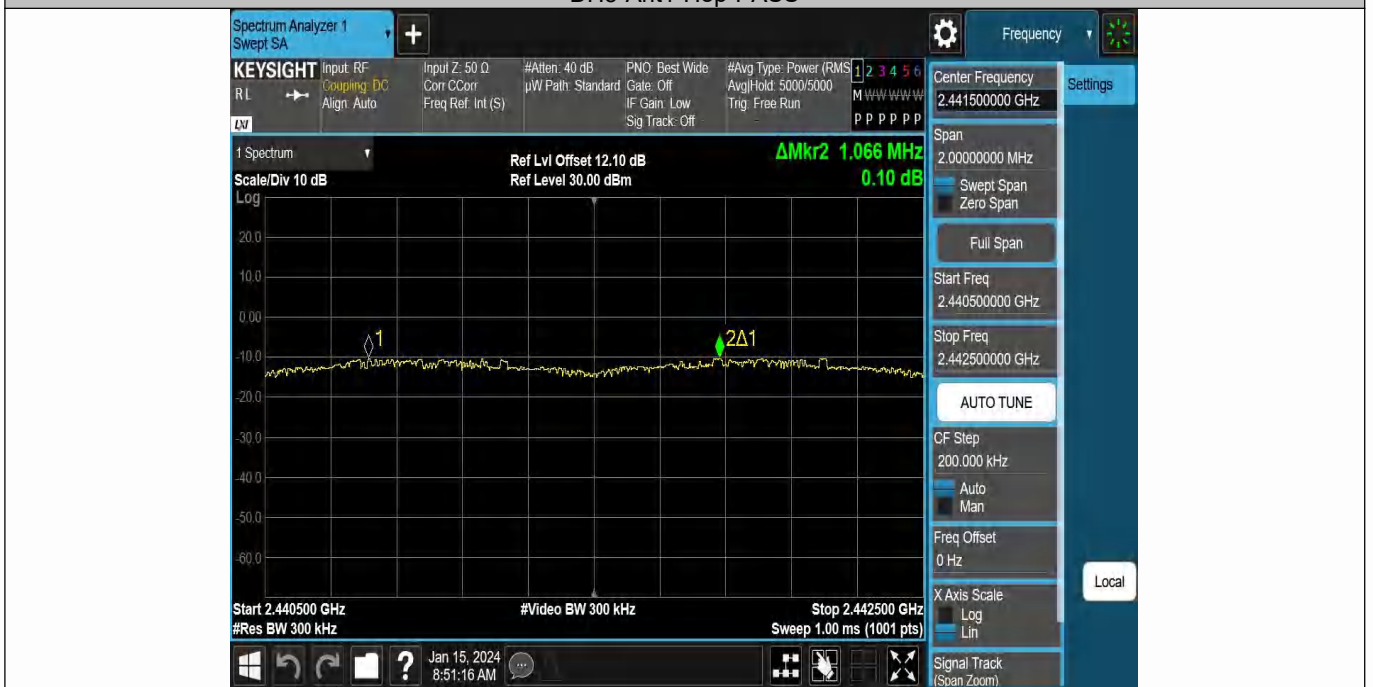 Spectrum Analyzer 1
Swept SA
+
Frequency
KEYSIGHT
RL
LXI
Input: RF
Coupling: DC
Align: Auto
Input Z: 50 Ω
Corr CCorr
Freq Ref: Int (S)
#Atten: 40 dB
µW Path: Standard
PNO: Best Wide
Gate: Off
IF Gain: Low
Sig Track: Off
#Avg Type: Power (RMS
Avg|Hold: 5000/5000
Trig: Free Run
1 2 3 4 5 6
M W W W W W
P P P P P P
1 Spectrum
Scale/Div 10 dB
Log
Ref Lvl Offset 12.10 dB
Ref Level 30.00 dBm
ΔMkr2 1.066 MHz
0.10 dB
20.0
10.0
0.00
-10.0
-20.0
-30.0
-40.0
-50.0
-60.0
1
2Δ1
Start 2.440500 GHz
#Res BW 300 kHz
#Video BW 300 kHz
Stop 2.442500 GHz
Sweep 1.00 ms (1001 pts)
Center Frequency
2.441500000 GHz
Settings
Span
2.00000000 MHz
Swept Span
Zero Span
Full Span
Start Freq
2.440500000 GHz
Stop Freq
2.442500000 GHz
AUTO TUNE
CF Step
200.000 kHz
Auto
Man
Freq Offset
0 Hz
Local
X Axis Scale
Log
Lin
Signal Track
(Span Zoom)
?
Jan 15, 2024
8:51:16 AM